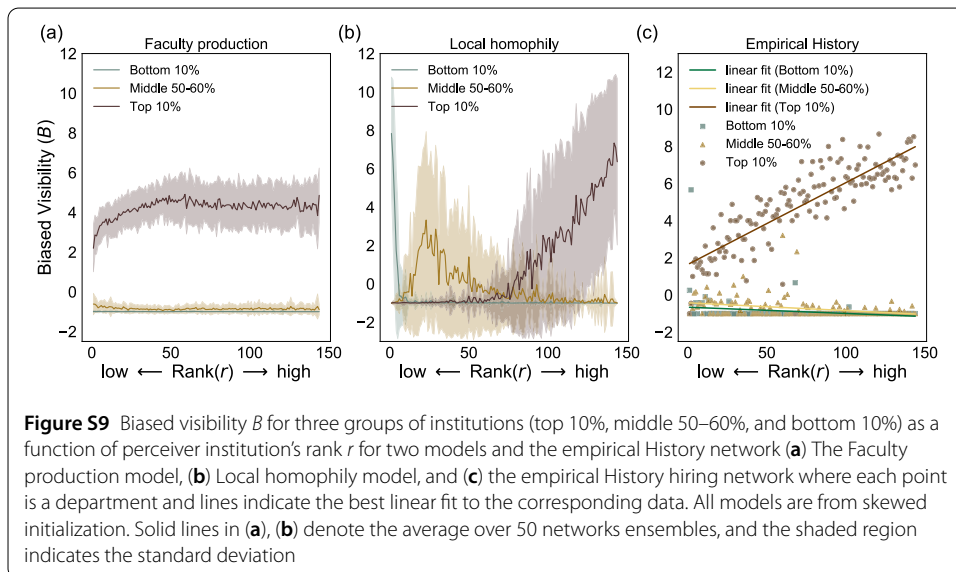 (a)
Faculty production
12
10
8
6
4
2
0
−2
Biased Visibility (B)
Bottom 10%
Middle 50-60%
Top 10%
0 50 100 150
low ← Rank(r) → high
(b)
Local homophily
12
10
8
6
4
2
0
−2
Bottom 10%
Middle 50-60%
Top 10%
0 50 100 150
low ← Rank(r) → high
(c)
Empirical History
12
10
8
6
4
2
0
−2
linear fit (Bottom 10%)
linear fit (Middle 50-60%)
linear fit (Top 10%)
Bottom 10%
Middle 50-60%
Top 10%
0 50 100 150
low ← Rank(r) → high
Figure S9 Biased visibility B for three groups of institutions (top 10%, middle 50–60%, and bottom 10%) as a
function of perceiver institution's rank r for two models and the empirical History network (a) The Faculty
production model, (b) Local homophily model, and (c) the empirical History hiring network where each point
is a department and lines indicate the best linear fit to the corresponding data. All models are from skewed
initialization. Solid lines in (a), (b) denote the average over 50 networks ensembles, and the shaded region
indicates the standard deviation